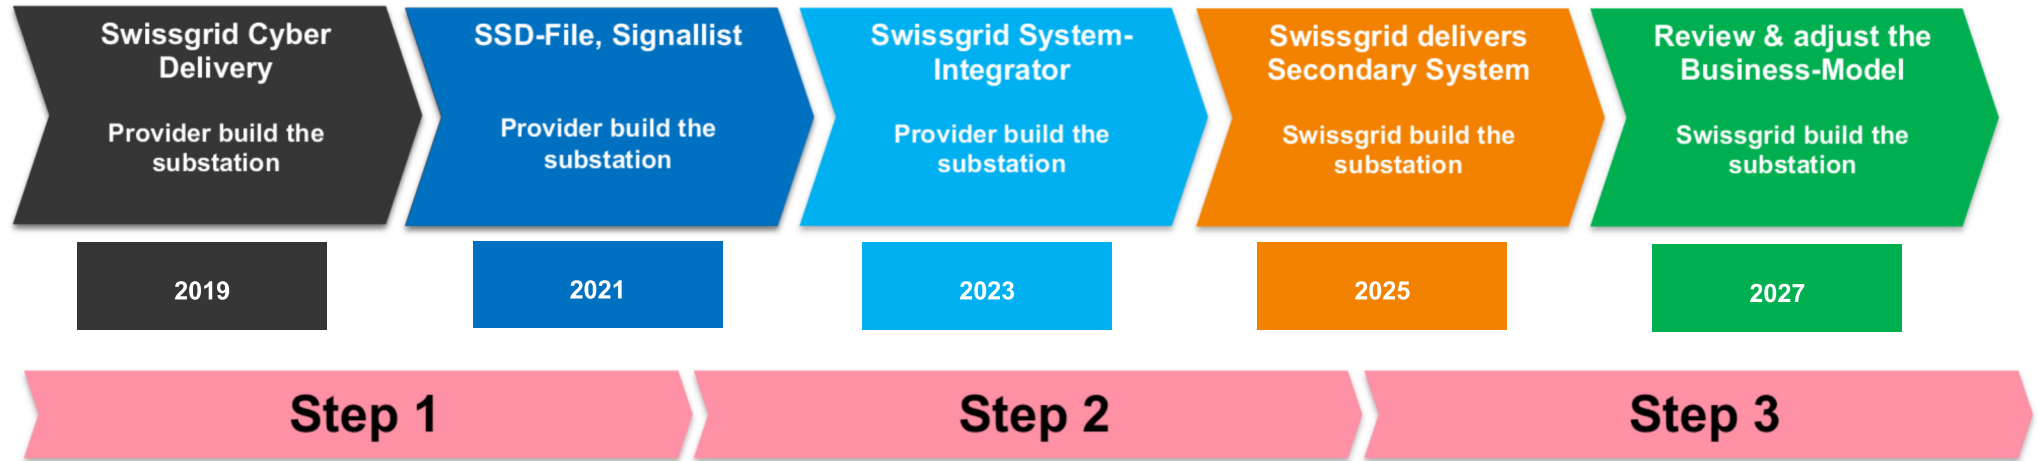 Swissgrid Cyber
Delivery
Provider build the
substation
SSD-File, Signallist
Provider build the
substation
Swissgrid System-
Integrator
Provider build the
substation
Swissgrid delivers
Secondary System
Swissgrid build the
substation
Review & adjust the
Business-Model
Swissgrid build the
substation
2019
2021
2023
2025
2027
Step 1
Step 2
Step 3